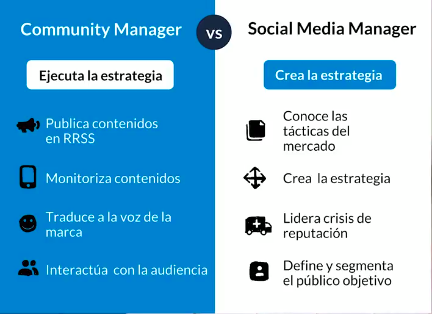 Community Manager
vs
Social Media Manager
Ejecuta la estrategia
Crea la estrategia
Publica contenidos
en RRSS
Monitoriza contenidos
Traduce a la voz de la
marca
Interactúa con la audiencia
Conoce las
tácticas del
mercado
Crea la estrategia
Lidera crisis de
reputación
Define y segmenta
el público objetivo